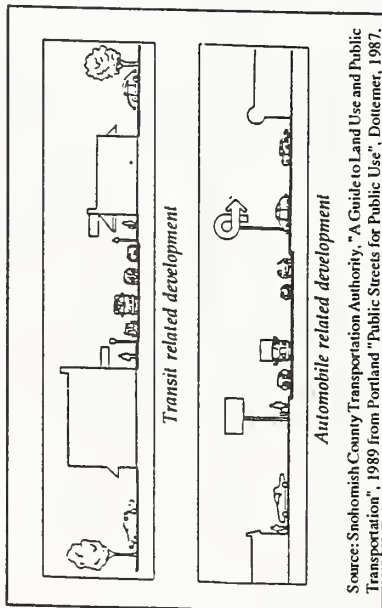 Transit related development
Automobile related development
Source: Snohomish County Transportation Authority, "A Guide to Land Use and Public
Transportation", 1989 from Portland "Public Streets for Public Use", Dotterrer, 1987.